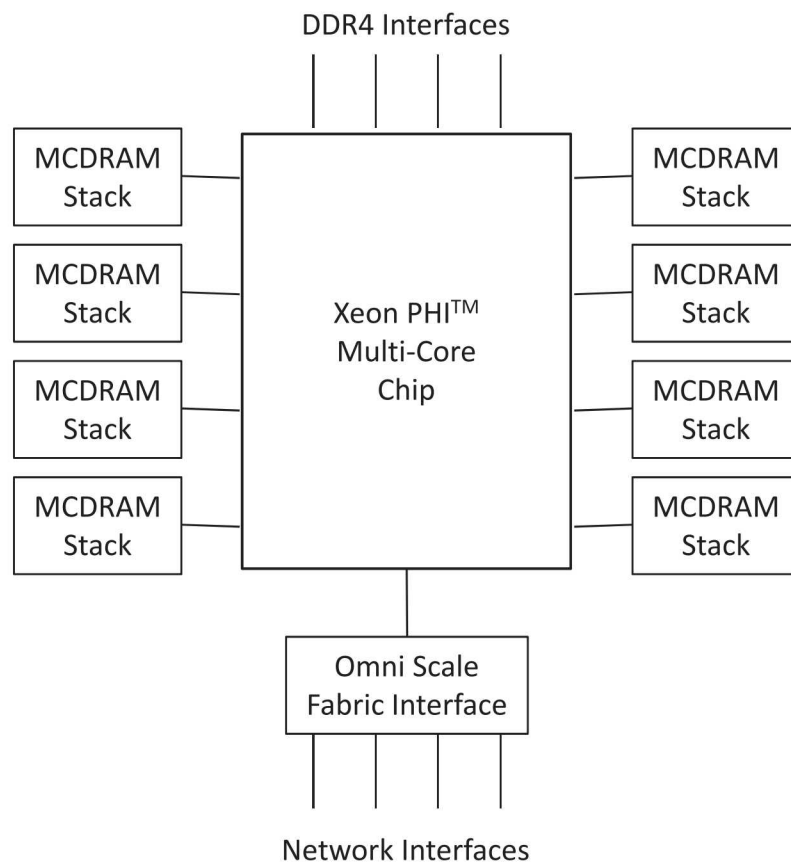 DDR4 Interfaces
MCDRAM
Stack
MCDRAM
Stack
MCDRAM
Stack
MCDRAM
Stack
Xeon PHI™
Multi-Core
Chip
MCDRAM
Stack
MCDRAM
Stack
MCDRAM
Stack
MCDRAM
Stack
Omni Scale
Fabric Interface
Network Interfaces